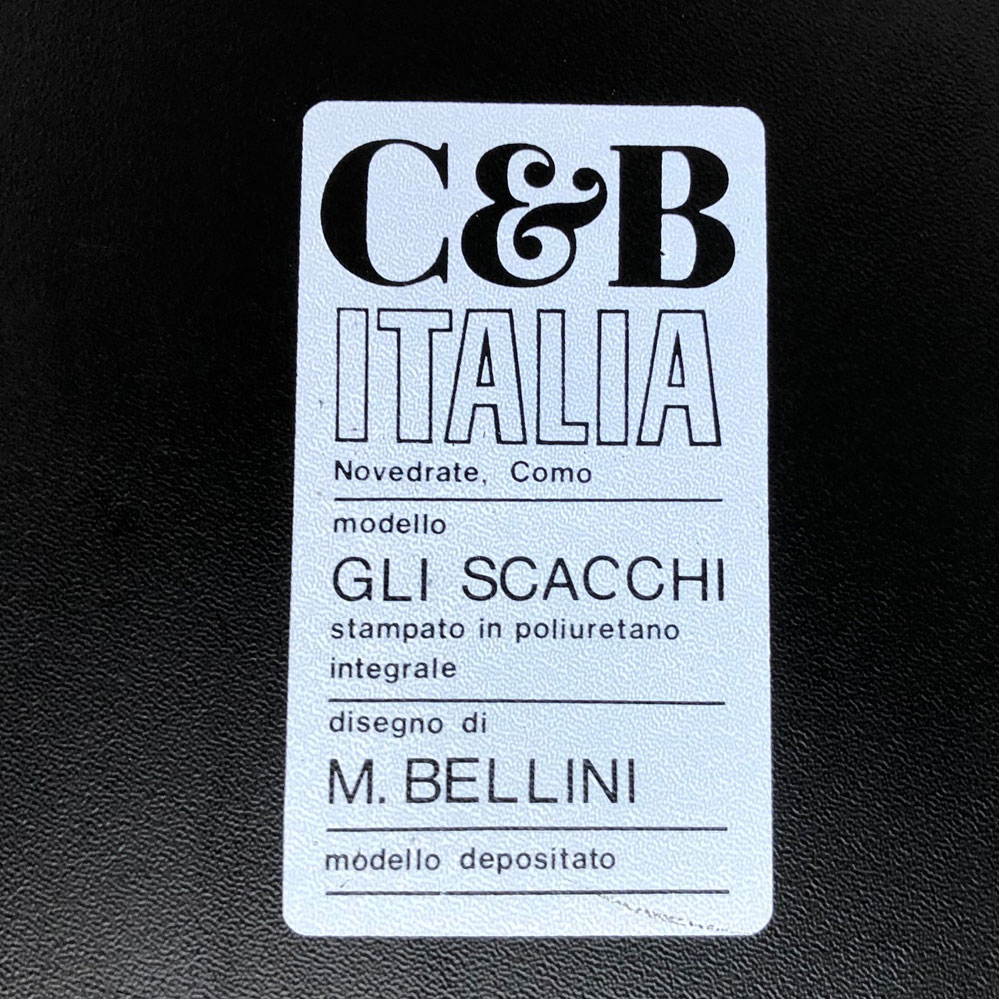 C&B
ITALIA
Novedrate, Como
modello
GLI SCACCHI
stampato in poliuretano
integrale
disegno di
M. BELLINI
modello depositato